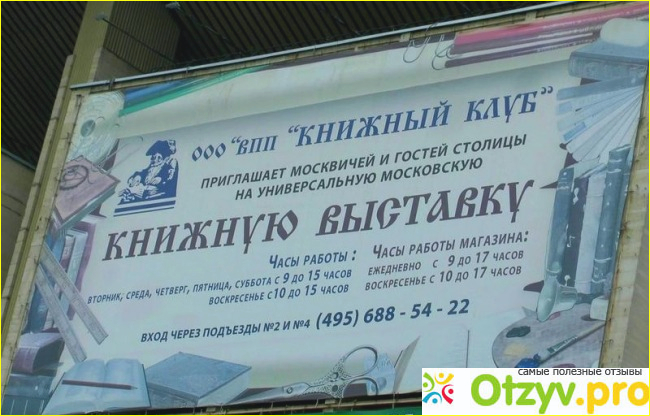 ООО "ВПП "КНИЖНЫЙ КЛУБ"
ПРИГЛАШАЕТ МОСКВИЧЕЙ И ГОСТЕЙ СТОЛИЦЫ
НА УНИВЕРСАЛЬНУЮ МОСКОВСКУЮ
КНИЖНУЮ ВЫСТАВКУ
ЧАСЫ РАБОТЫ :
ВТОРНИК, СРЕДА, ЧЕТВЕРГ, ПЯТНИЦА, СУББОТА С 9 ДО 15 ЧАСОВ
ВОСКРЕСЕНЬЕ С 10 ДО 15 ЧАСОВ
ЧАСЫ РАБОТЫ МАГАЗИНА:
ЕЖЕДНЕВНО С 9 ДО 17 ЧАСОВ
ВОСКРЕСЕНЬЕ С 10 ДО 17 ЧАСОВ
ВХОД ЧЕРЕЗ ПОДЪЕЗДЫ №2 И №4 (495) 688 - 54 - 22
самые полезные отзывы
Otzyv.pro